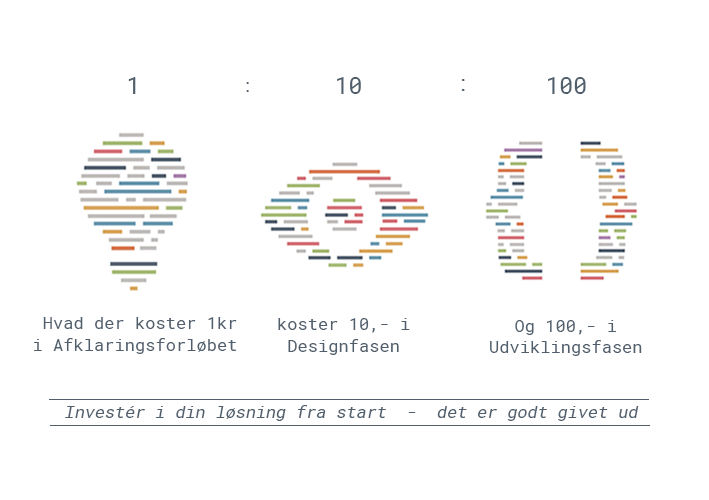 1 : 10 : 100
Hvad der koster 1kr
i Afklaringsforløbet
koster 10,- i
Designfasen
Og 100,- i
Udviklingsfasen
Investér i din løsning fra start - det er godt givet ud